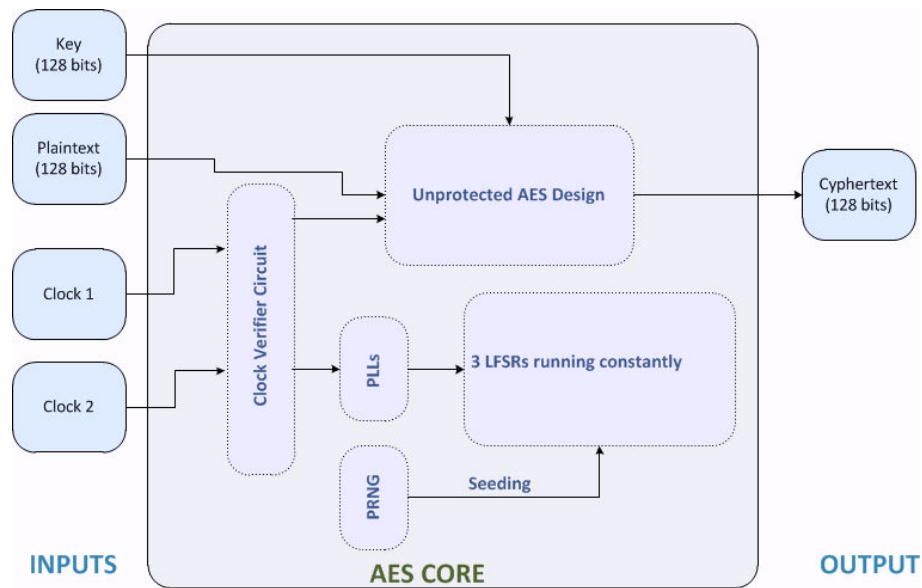 Key
(128 bits)
Plaintext
(128 bits)
Clock 1
Clock 2
Clock Verifier Circuit
Unprotected AES Design
PLLs
3 LFSRs running constantly
PRNG
Seeding
Cyphertext
(128 bits)
INPUTS
AES CORE
OUTPUT